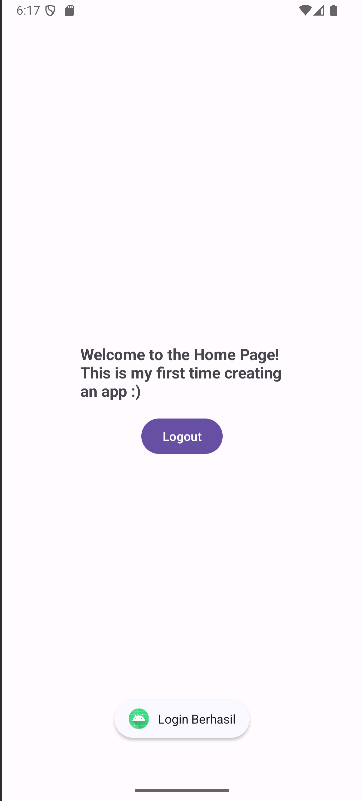 6:17
Welcome to the Home Page!
This is my first time creating
an app :)
Logout
Login Berhasil